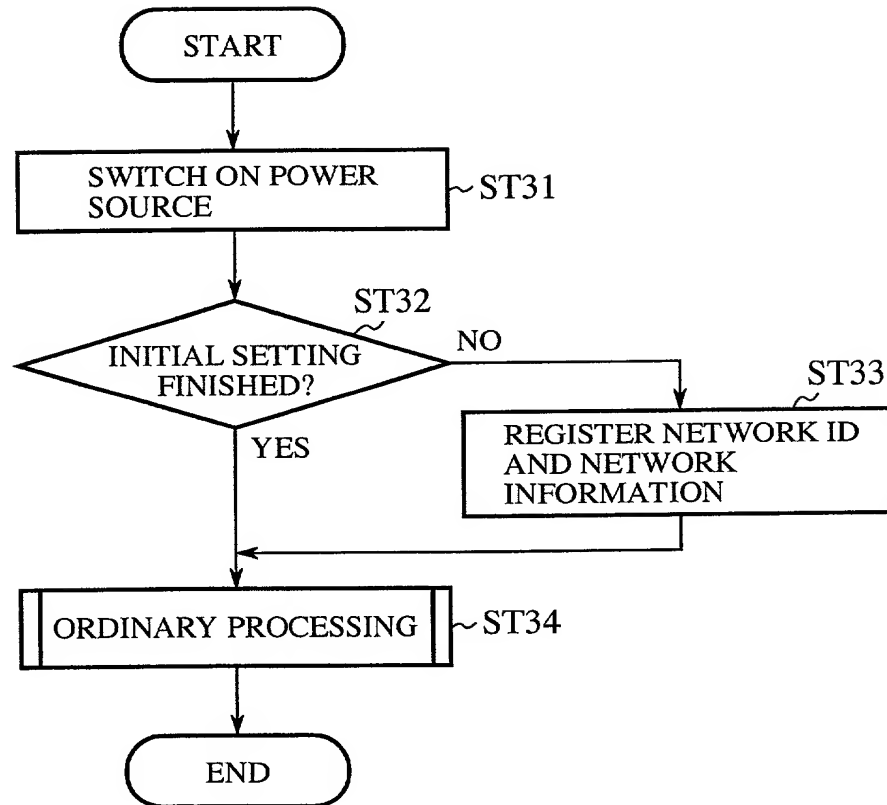 START
SWITCH ON POWER
SOURCE
ST31
ST32
INITIAL SETTING
FINISHED?
NO
YES
ST33
REGISTER NETWORK ID
AND NETWORK
INFORMATION
ORDINARY PROCESSING
ST34
END